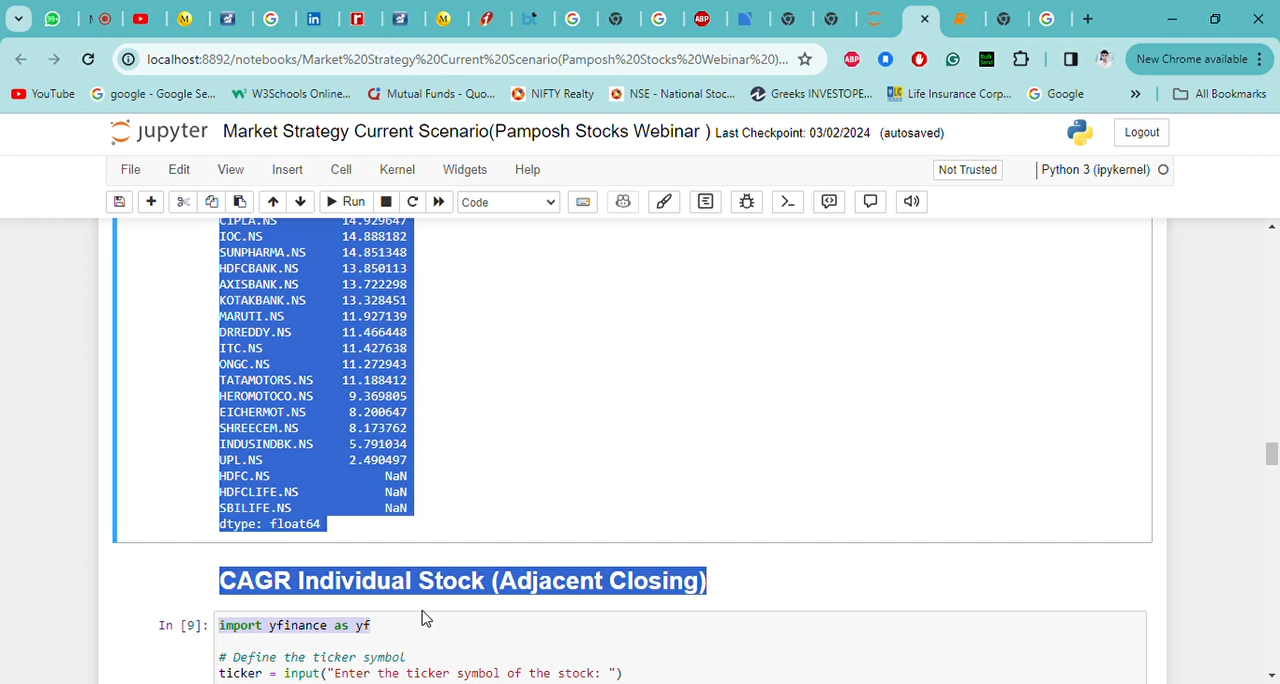 99+
New Chrome available
localhost:8892/notebooks/Market%20Strategy%20Current%20Scenario(Pamposh%20Stocks%20Webinar%20)...
YouTube
google - Google Se...
W3Schools Online...
Mutual Funds - Quo...
NIFTY Realty
NSE - National Stoc...
Greeks INVESTOPE...
Life Insurance Corp...
Google
»
All Bookmarks
jupyter Market Strategy Current Scenario(Pamposh Stocks Webinar ) Last Checkpoint: 03/02/2024 (autosaved)
Logout
File Edit View Insert Cell Kernel Widgets Help
Not Trusted
Python 3 (ipykernel)
Run
Code
CIPLA.NS 14.929647
IOC.NS 14.888182
SUNPHARMA.NS 14.851348
HDFCBANK.NS 13.850113
AXISBANK.NS 13.722298
KOTAKBANK.NS 13.328451
MARUTI.NS 11.927139
DRREDDY.NS 11.466448
ITC.NS 11.427638
ONGC.NS 11.272943
TATAMOTORS.NS 11.188412
HEROMOTOCO.NS 9.369805
EICHERMOT.NS 8.200647
SHREECEM.NS 8.173762
INDUSINDBK.NS 5.791034
UPL.NS 2.490497
HDFC.NS NaN
HDFCLIFE.NS NaN
SBILIFE.NS NaN
dtype: float64
CAGR Individual Stock (Adjacent Closing)
In [9]: import yfinance as yf
# Define the ticker symbol
ticker = input("Enter the ticker symbol of the stock: ")